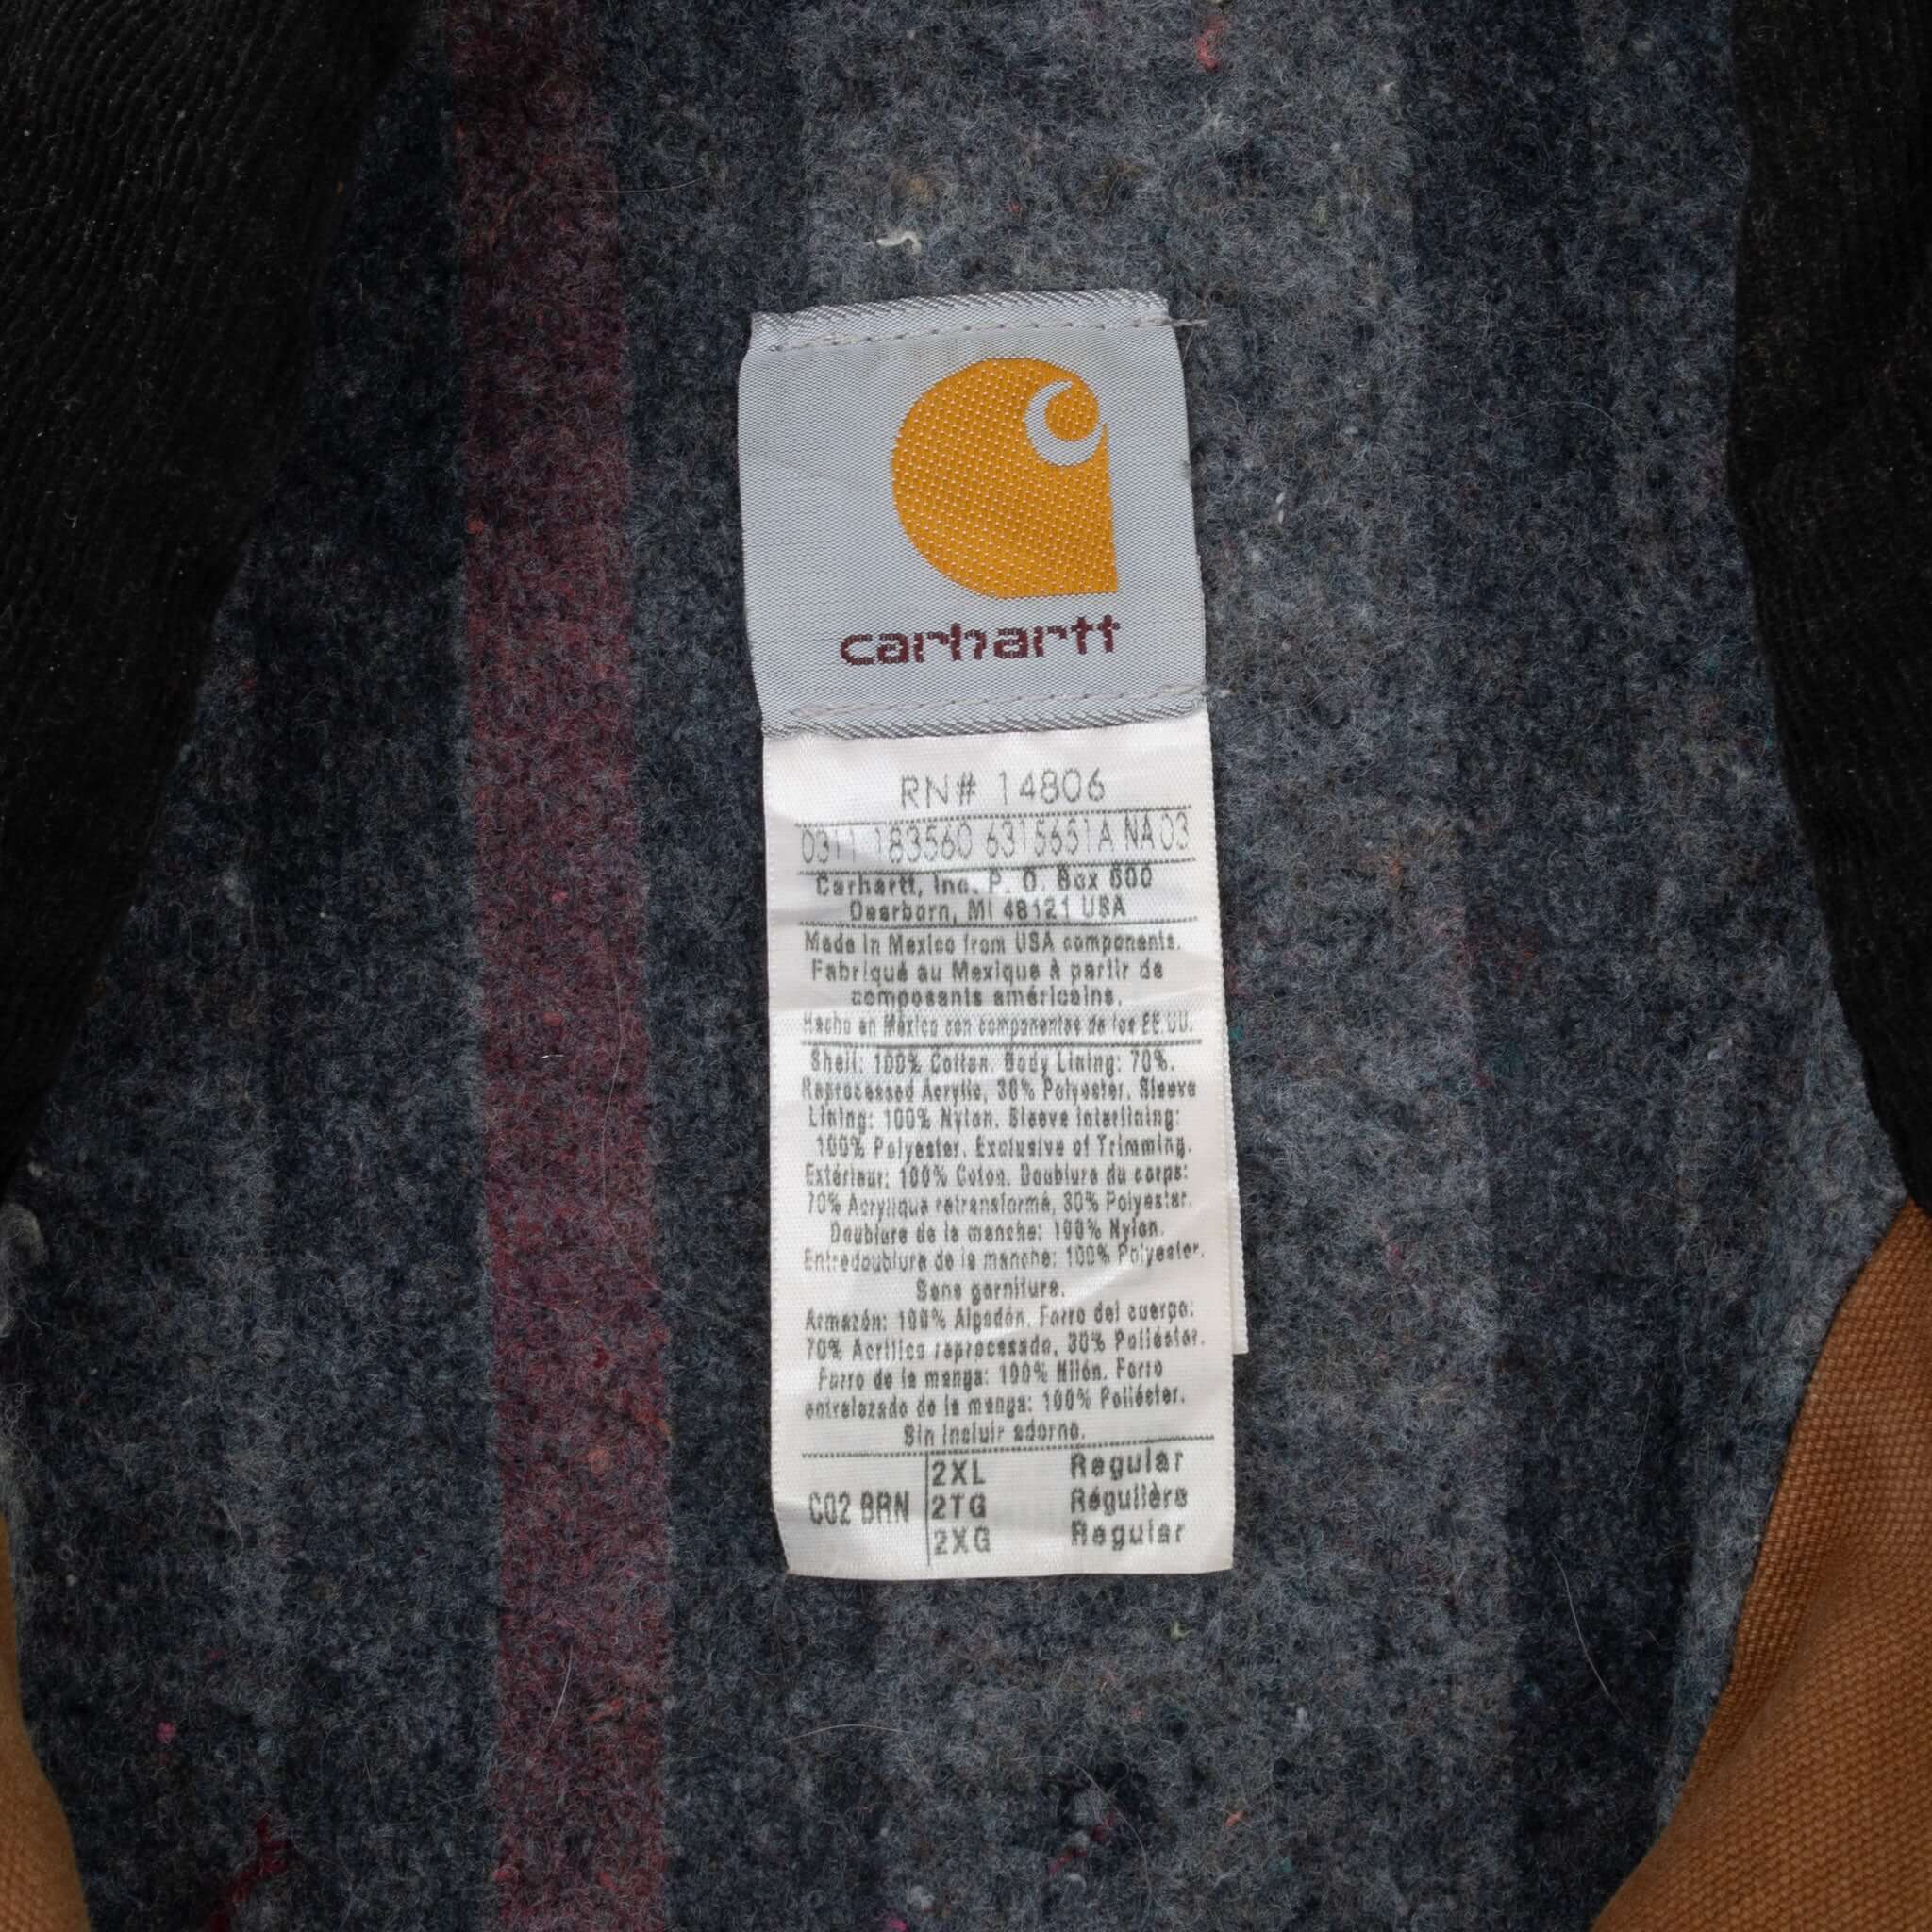 carhartt
RN# 14806
0311 183560 6315651A NA 03
Carhartt, Inc. P. O. Box 600
Dearborn, MI 48121 USA
Made in Mexico from USA components.
Fabriqué au Mexique à partir de
composants américains.
Hecho en México con componentes de los EE.UU.
Shell: 100% Cotton. Body Lining: 70%.
Reprocessed Acrylic, 30% Polyester. Sleeve
Lining: 100% Nylon. Sleeve Interlining:
100% Polyester. Exclusive of Trimming.
Extérieur: 100% Coton. Doublure du corps:
70% Acrylique retransformé, 30% Polyester.
Doublure de la manche: 100% Nylon.
Entredoublure de la manche: 100% Polyester.
Sans garniture.
Armazón: 100% Algodón. Forro del cuerpo:
70% Acrílico reprocesado, 30% Poliéster.
Forro de la manga: 100% Nilón. Forro
entrelazado de la manga: 100% Poliéster.
Sin incluir adorno.
C02 BRN
2XL Regular
2TG Régulière
2XG Regular